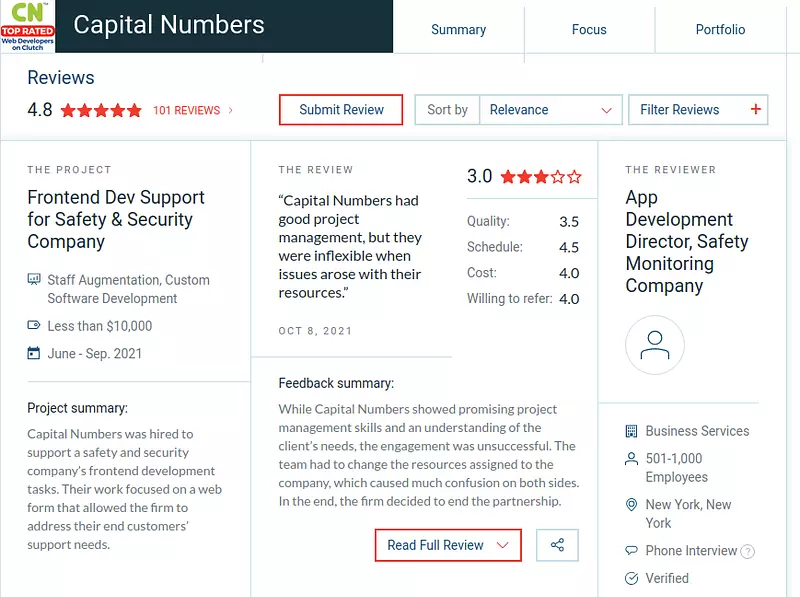 CN™
TOP RATED
Web Developers
on Clutch
Capital Numbers
Summary
Focus
Portfolio
Reviews
4.8
101 REVIEWS
Submit Review
Sort by
Relevance
Filter Reviews +
THE PROJECT
Frontend Dev Support
for Safety & Security
Company
Staff Augmentation, Custom
Software Development
Less than $10,000
June - Sep. 2021
Project summary:
Capital Numbers was hired to
support a safety and security
company's frontend development
tasks. Their work focused on a web
form that allowed the firm to
address their end customers'
support needs.
THE REVIEW
“Capital Numbers had
good project
management, but they
were inflexible when
issues arose with their
resources.”
OCT 8, 2021
3.0
Quality: 3.5
Schedule: 4.5
Cost: 4.0
Willing to refer: 4.0
Feedback summary:
While Capital Numbers showed promising project
management skills and an understanding of the
client's needs, the engagement was unsuccessful. The
team had to change the resources assigned to the
company, which caused much confusion on both sides.
In the end, the firm decided to end the partnership.
Read Full Review
THE REVIEWER
App
Development
Director, Safety
Monitoring
Company
Business Services
501-1,000
Employees
New York, New
York
Phone Interview ?
Verified